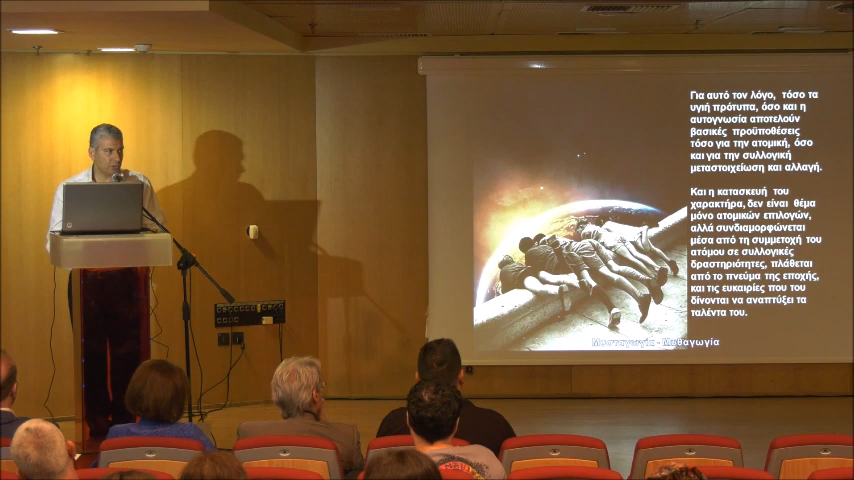 Για αυτό τον λόγο, τόσο τα
υγιή πρότυπα, όσο και η
αυτογνωσία αποτελούν
βασικές προϋποθέσεις
τόσο για την ατομική, όσο
και για την συλλογική
μεταστοιχείωση και αλλαγή.
Και η κατασκευή του
χαρακτήρα, δεν είναι θέμα
μόνο ατομικών επιλογών,
αλλά συνδιαμορφώνεται
μέσα από τη συμμετοχή του
ατόμου σε συλλογικές
δραστηριότητες, πλάθεται
από το πνεύμα της εποχής,
και τις ευκαιρίες που του
δίνονται να αναπτύξει τα
ταλέντα του.
Μυσταγωγία - Μυθαγωγία